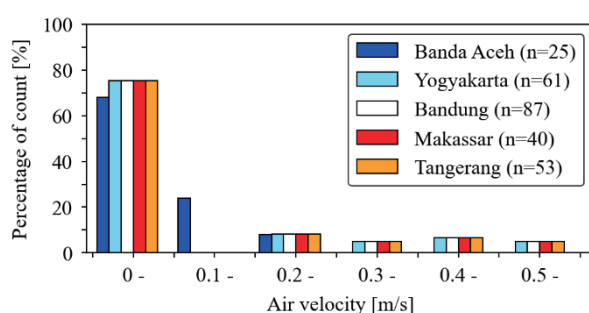 Percentage of count [%]
100
80
60
40
20
0
Banda Aceh (n=25)
Yogyakarta (n=61)
Bandung (n=87)
Makassar (n=40)
Tangerang (n=53)
0 - 0.1 - 0.2 - 0.3 - 0.4 - 0.5 -
Air velocity [m/s]